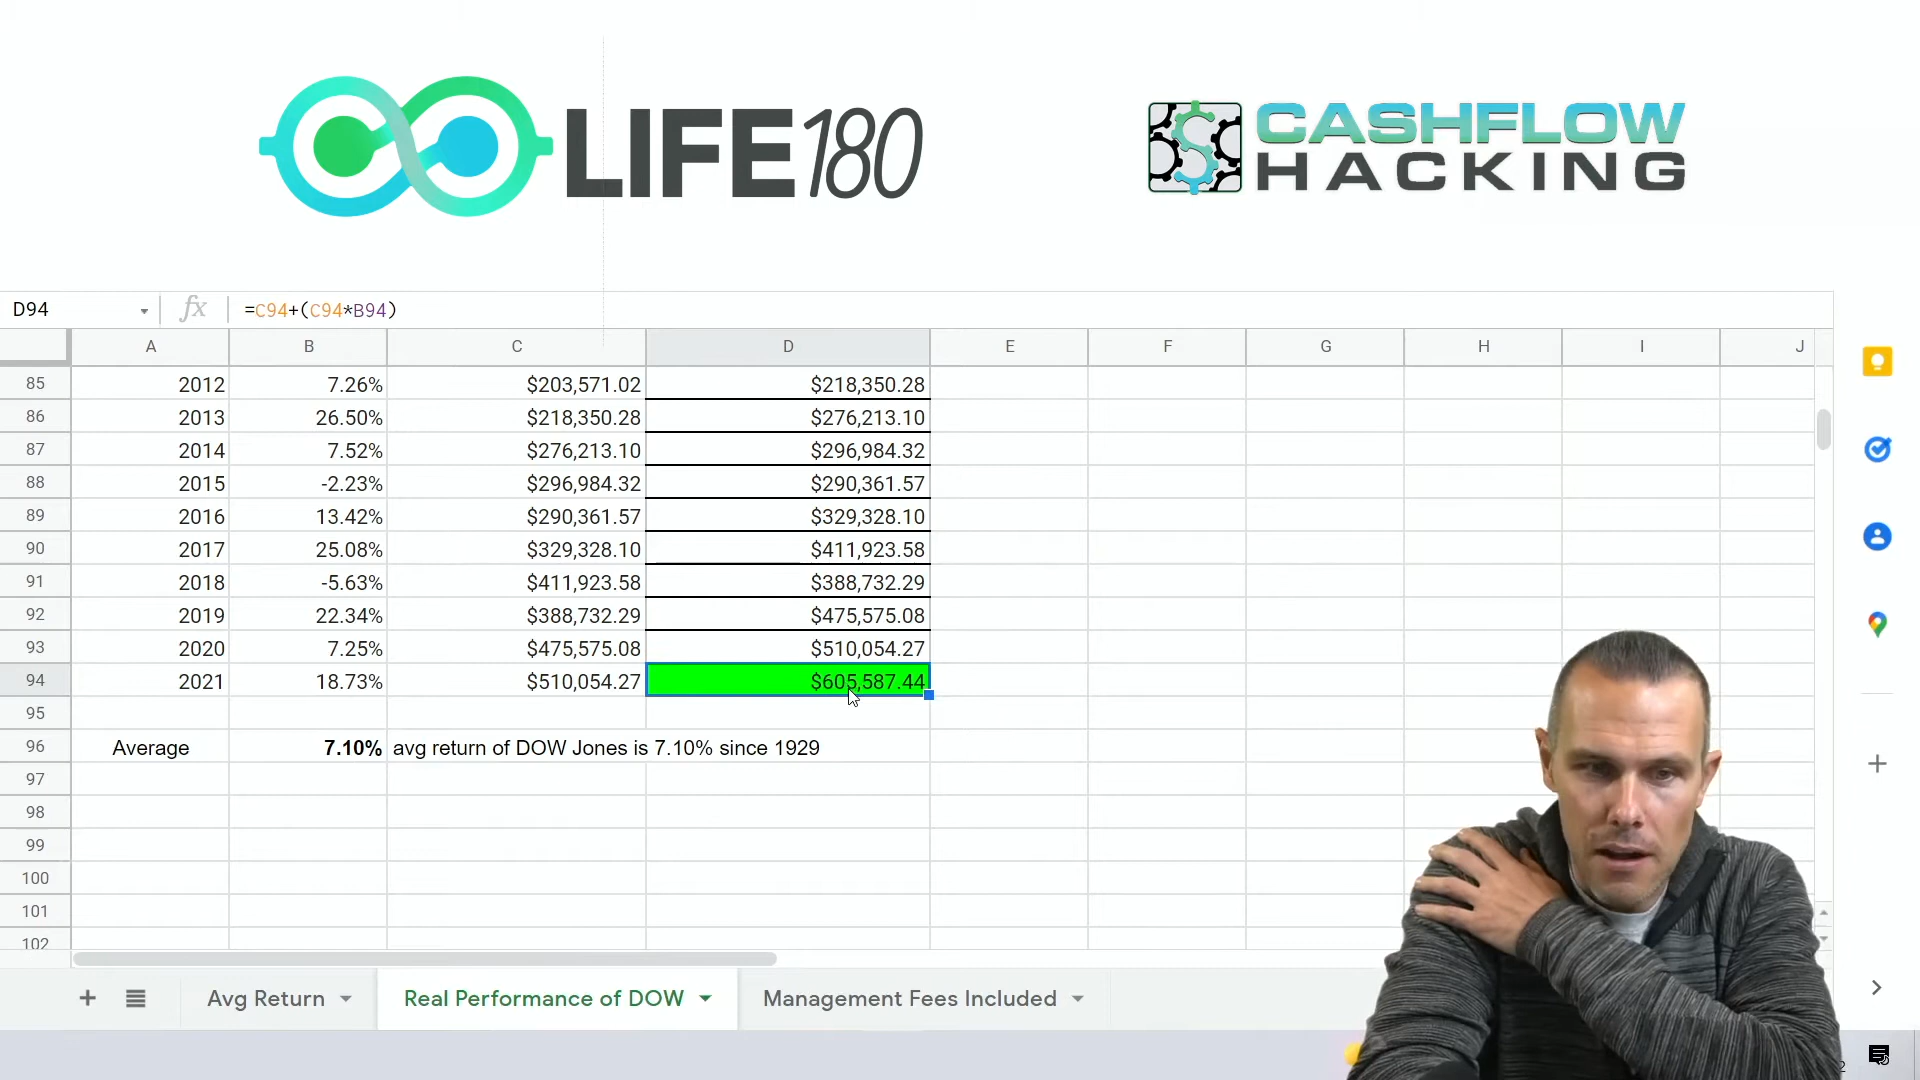 LIFE180
CASHFLOW
HACKING
D94 fx =C94+(C94*B94)
A B C D E F G H I J
85 2012 7.26% $203,571.02 $218,350.28
86 2013 26.50% $218,350.28 $276,213.10
87 2014 7.52% $276,213.10 $296,984.32
88 2015 -2.23% $296,984.32 $290,361.57
89 2016 13.42% $290,361.57 $329,328.10
90 2017 25.08% $329,328.10 $411,923.58
91 2018 -5.63% $411,923.58 $388,732.29
92 2019 22.34% $388,732.29 $475,575.08
93 2020 7.25% $475,575.08 $510,054.27
94 2021 18.73% $510,054.27 $605,587.44
95
96 Average 7.10% avg return of DOW Jones is 7.10% since 1929
97
98
99
100
101
102
Avg Return Real Performance of DOW Management Fees Included
2